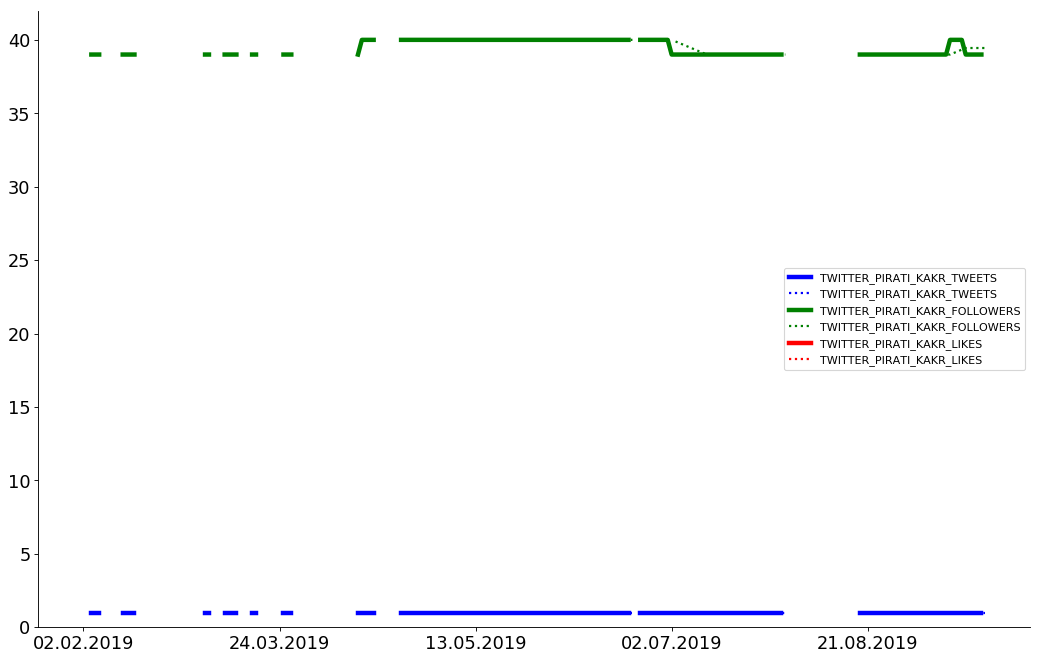 40
35
30
25
20
15
10
5
0
02.02.2019
24.03.2019
13.05.2019
02.07.2019
21.08.2019
TWITTER_PIRATI_KAKR_TWEETS
TWITTER_PIRATI_KAKR_TWEETS
TWITTER_PIRATI_KAKR_FOLLOWERS
TWITTER_PIRATI_KAKR_FOLLOWERS
TWITTER_PIRATI_KAKR_LIKES
TWITTER_PIRATI_KAKR_LIKES